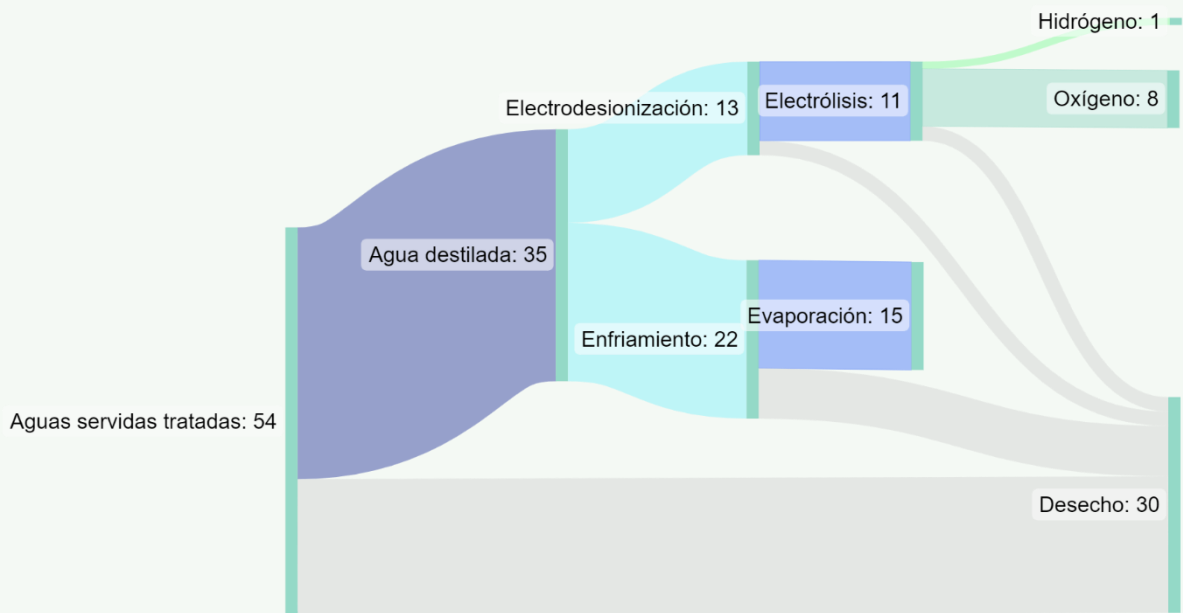 Hidrógeno: 1
Electrodesionización: 13
Electrólisis: 11
Oxígeno: 8
Agua destilada: 35
Evaporación: 15
Enfriamiento: 22
Aguas servidas tratadas: 54
Desecho: 30